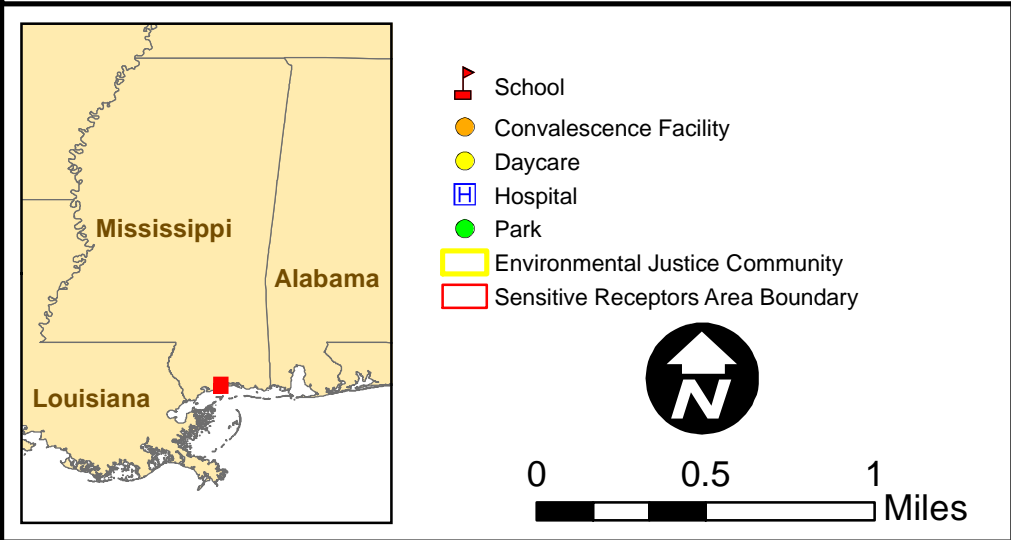 Mississippi
Alabama
Louisiana
School
Convalescence Facility
Daycare
H Hospital
Park
Environmental Justice Community
Sensitive Receptors Area Boundary
N
0 0.5 1
Miles